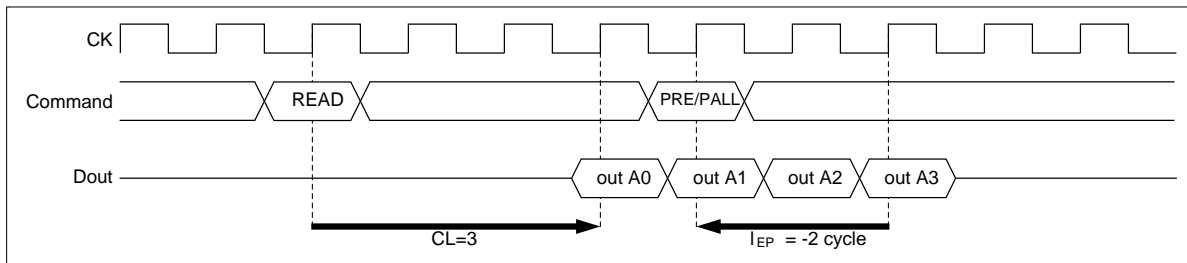 CK
Command READ PRE/PALL
Dout out A0 out A1 out A2 out A3
CL=3 lEP = -2 cycle